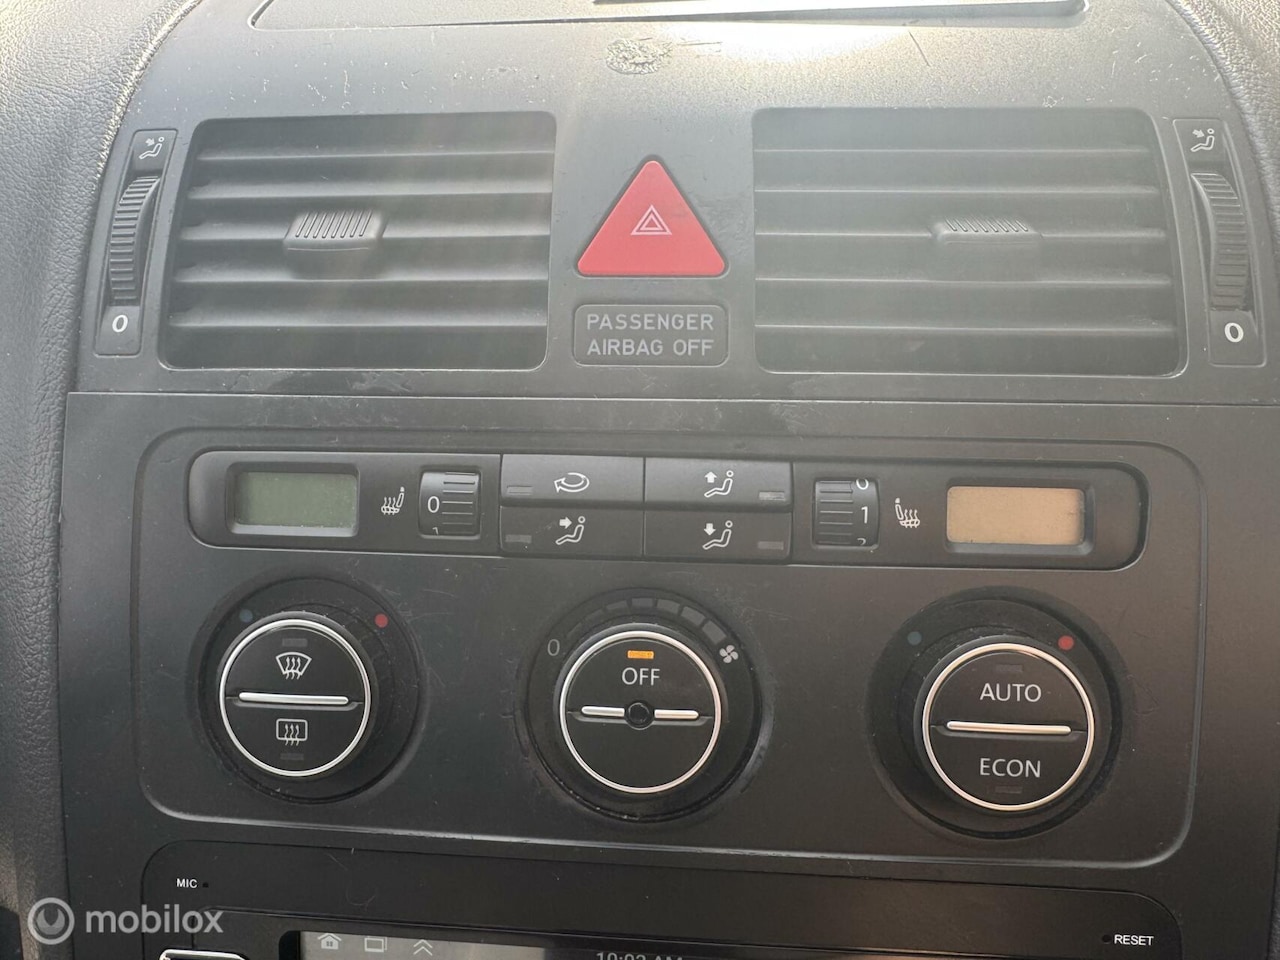 0
PASSENGER
AIRBAG OFF
0
0
1
0
OFF
AUTO
ECON
MIC
RESET
mobilox